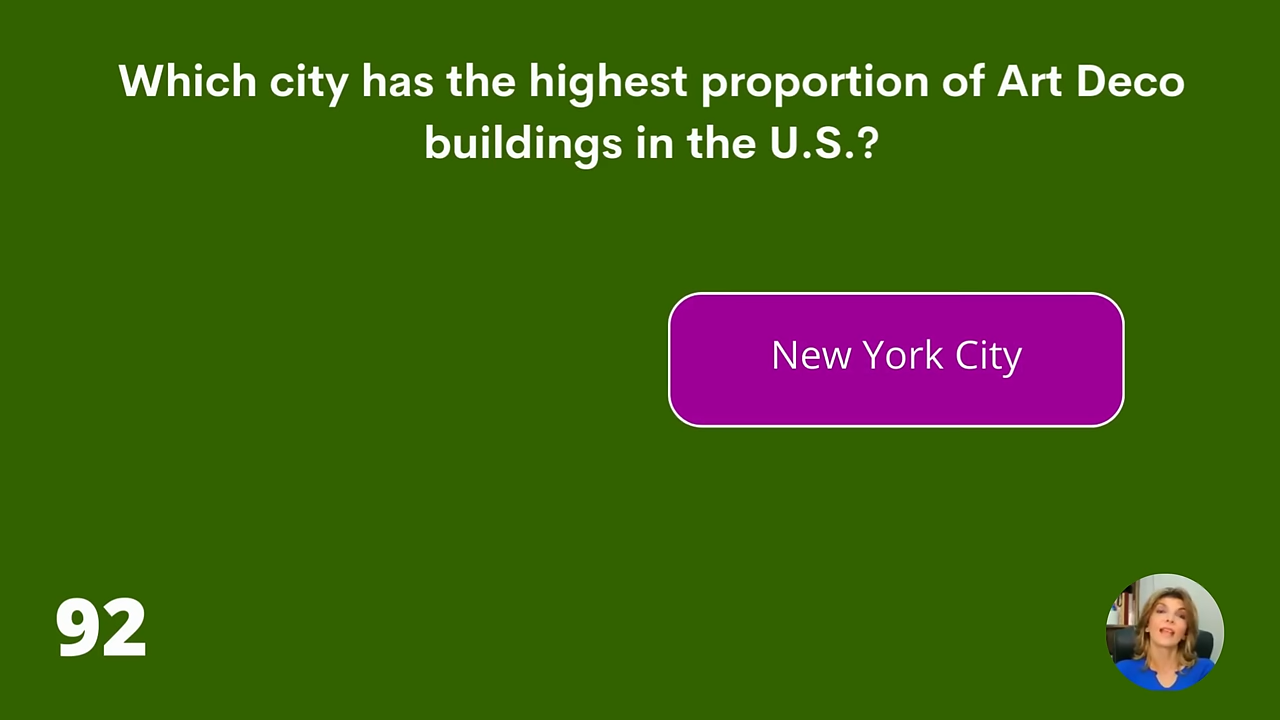 Which city has the highest proportion of Art Deco
buildings in the U.S.?
New York City
92